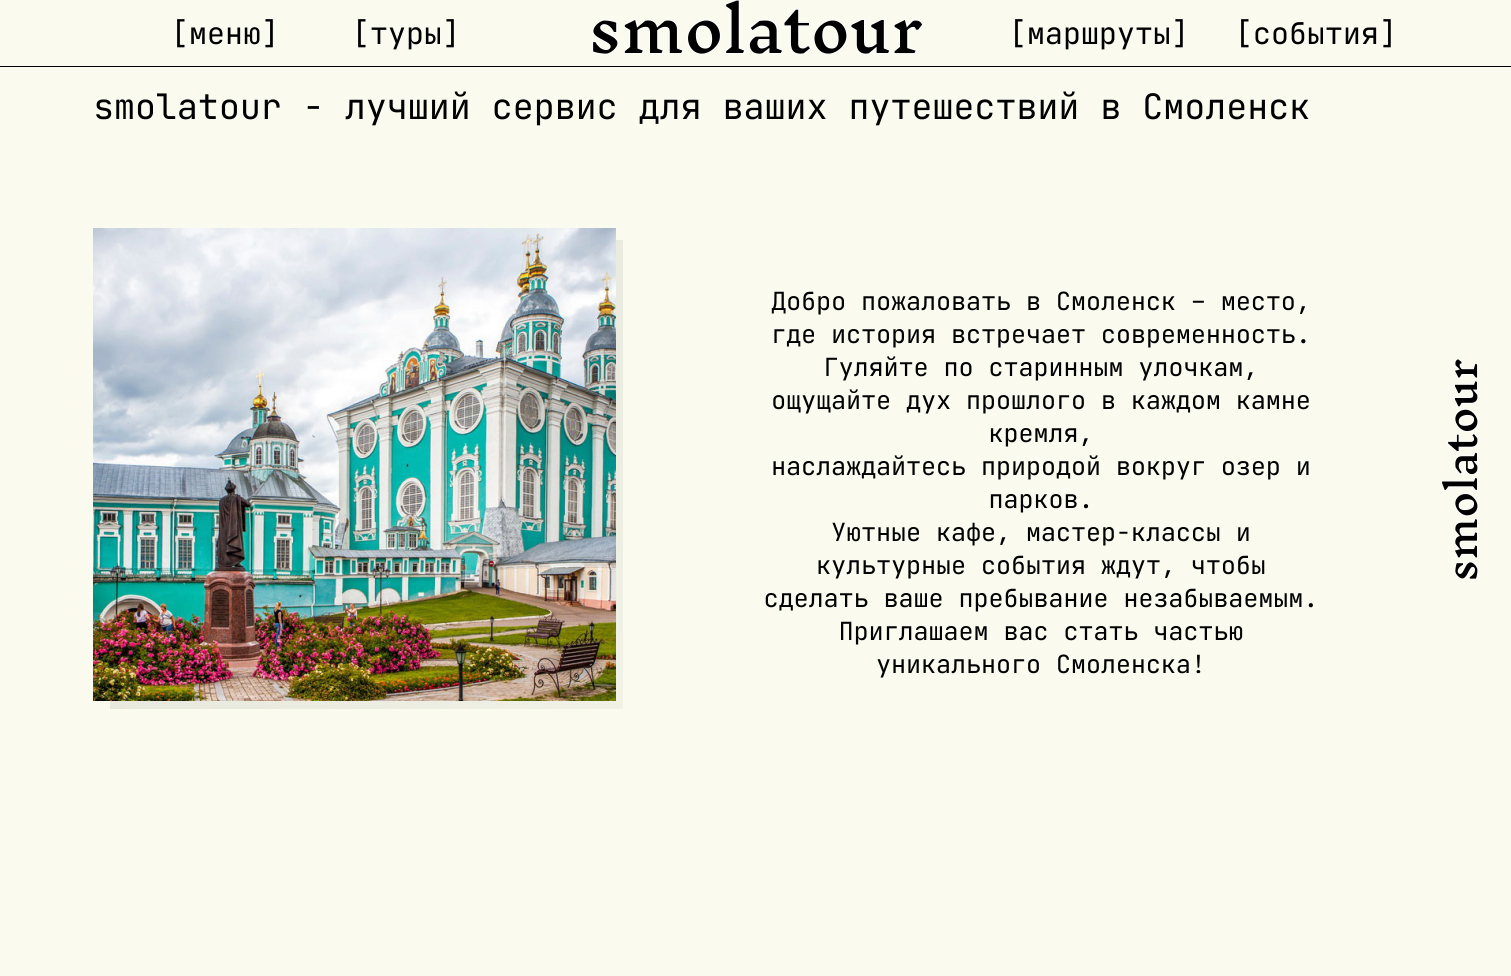 [меню] [туры] smolatour [маршруты] [события]
smolatour - лучший сервис для ваших путешествий в Смоленск
Добро пожаловать в Смоленск – место,
где история встречает современность.
Гуляйте по старинным улочкам,
ощущайте дух прошлого в каждом камне
кремля,
наслаждайтесь природой вокруг озер и
парков.
Уютные кафе, мастер-классы и
культурные события ждут, чтобы
сделать ваше пребывание незабываемым.
Приглашаем вас стать частью
уникального Смоленска!
smolatour